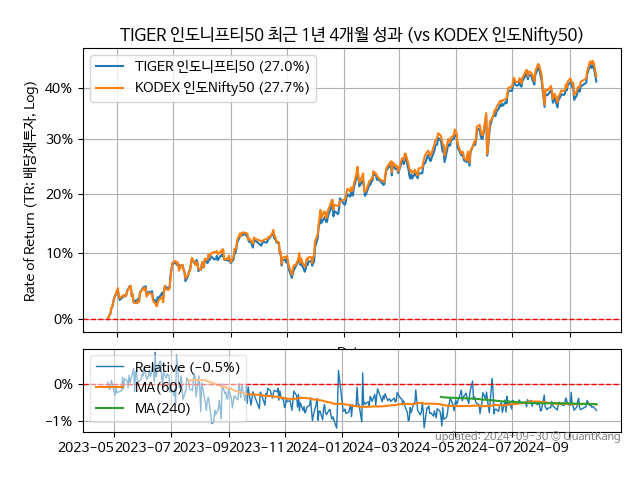 TIGER 인도니프티50 최근 1년 4개월 성과 (vs KODEX 인도Nifty50)
TIGER 인도니프티50 (27.0%)
KODEX 인도Nifty50 (27.7%)
Rate of Return (TR: 배당재투자, Log)
40%
30%
20%
10%
0%
Relative (−0.5%)
MA(60)
MA(240)
0%
−1%
2023−05
2023−07
2023−09
2023−11
2024−01
2024−03
2024−05
2024−07
2024−09
updated: 2024−09−30 © QuantKang